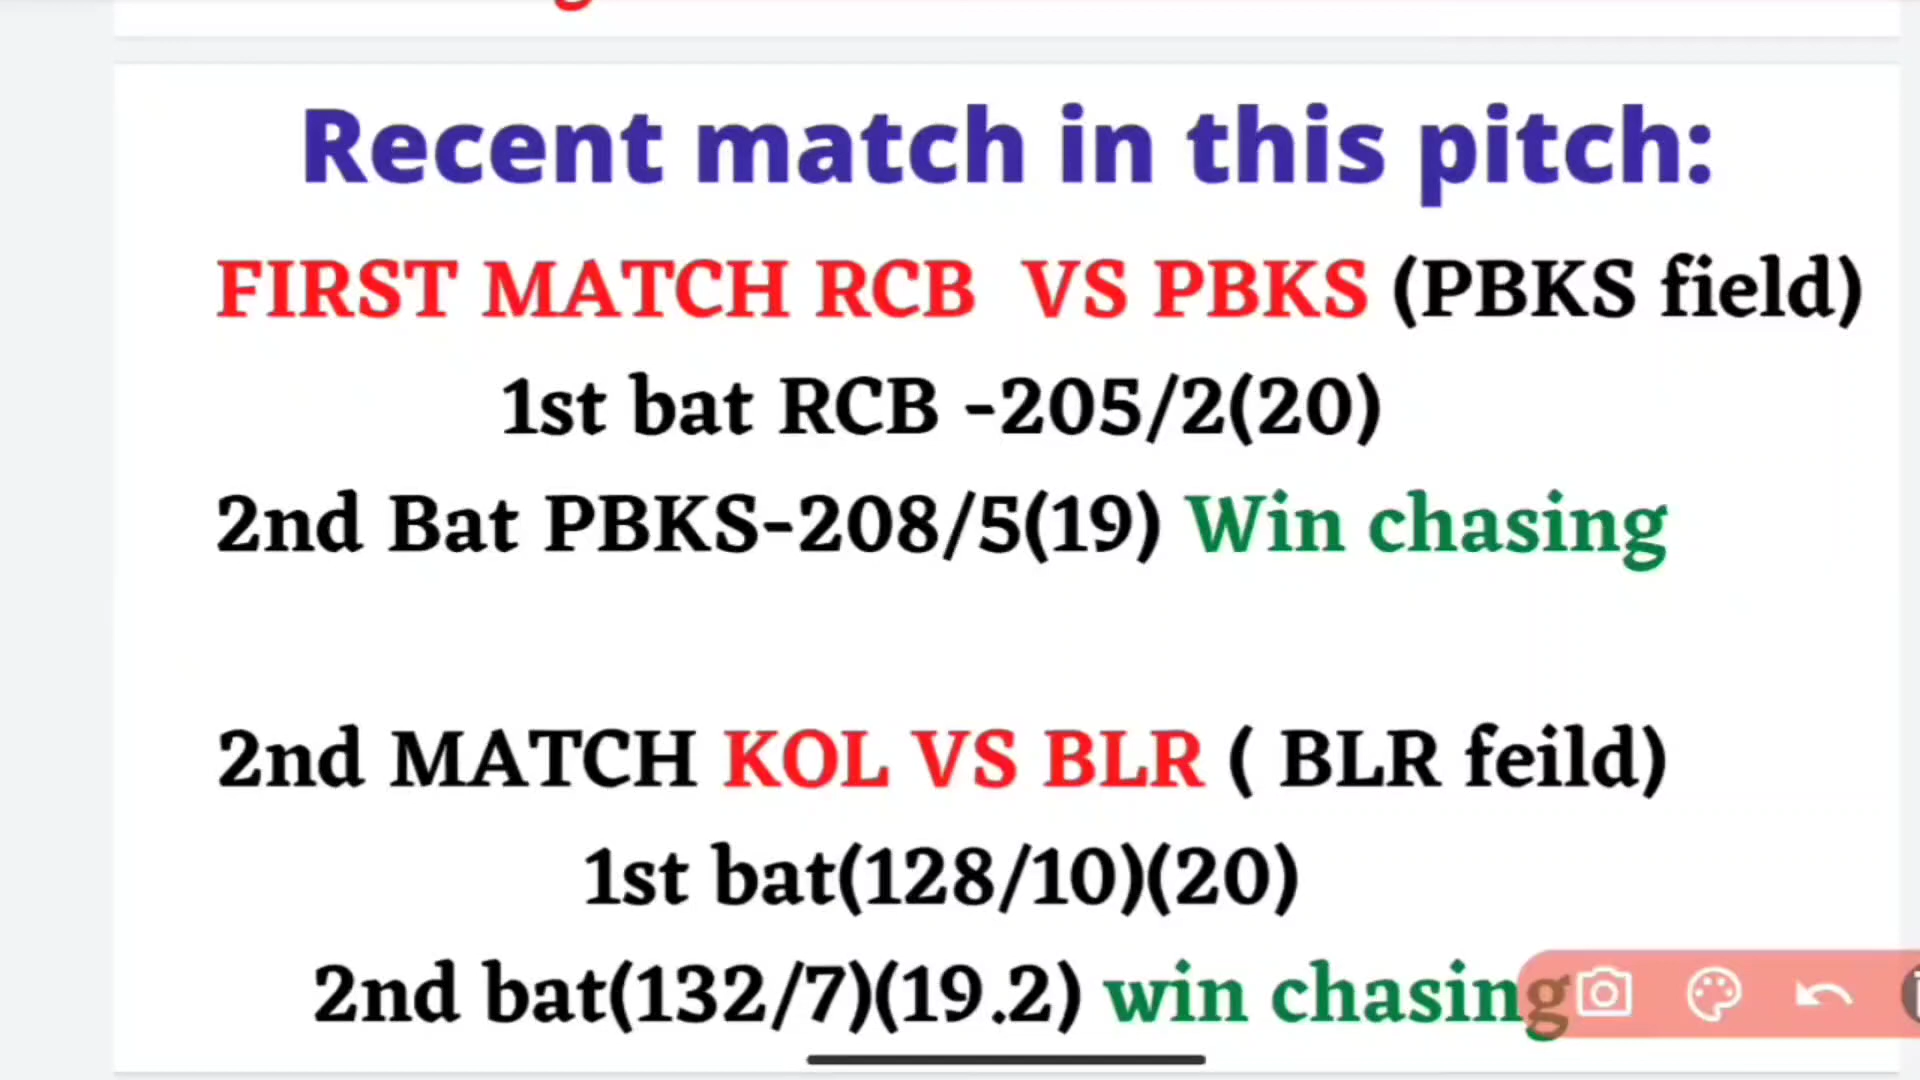 Recent match in this pitch:
FIRST MATCH RCB VS PBKS (PBKS field)
1st bat RCB -205/2(20)
2nd Bat PBKS-208/5(19) Win chasing
2nd MATCH KOL VS BLR ( BLR feild)
1st bat(128/10)(20)
2nd bat(132/7)(19.2) win chasing